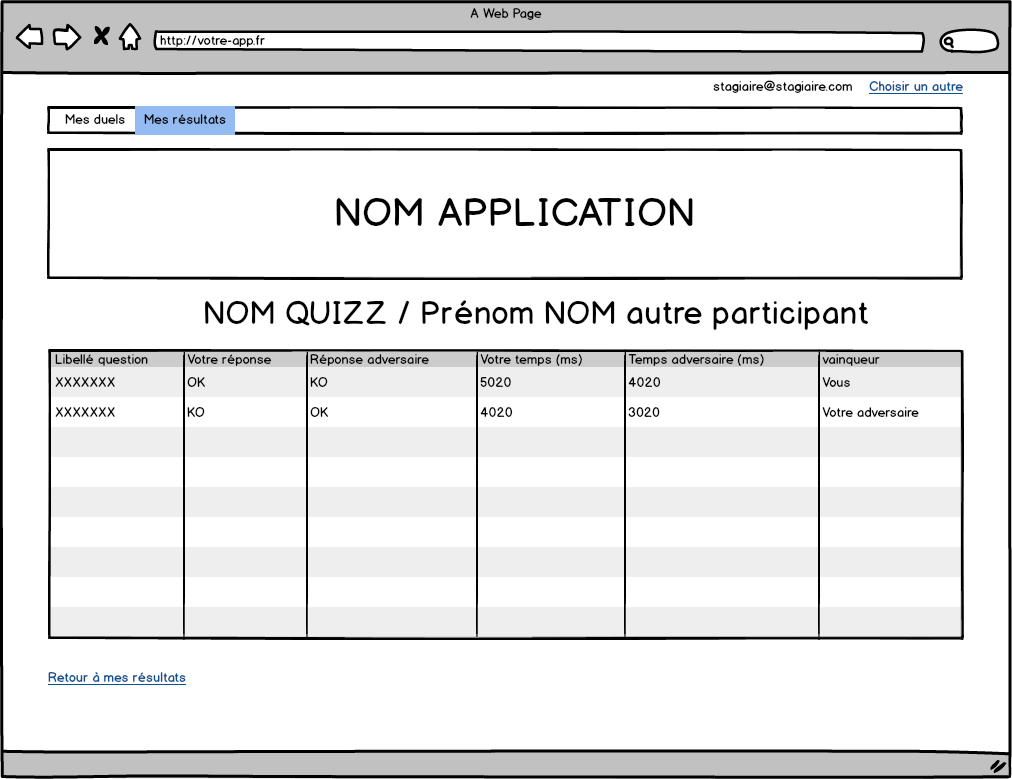 A Web Page
http://votre-app.fr
stagiaire@stagiaire.com Choisir un autre
Mes duels Mes résultats
NOM APPLICATION
NOM QUIZZ / Prénom NOM autre participant
Libellé question Votre réponse Réponse adversaire Votre temps (ms) Temps adversaire (ms) vainqueur
XXXXXXX OK KO 5020 4020 Vous
XXXXXXX KO OK 4020 3020 Votre adversaire
Retour à mes résultats